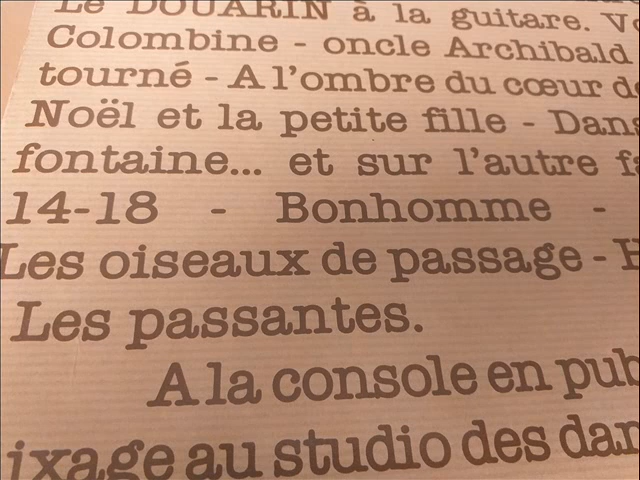 Le DOUARIN à la guitare.
Colombine - oncle Archibald
tourné - A l'ombre du cœur
Noël et la petite fille - Dans
fontaine... et sur l'autre
14-18 - Bonhomme -
Les oiseaux de passage -
Les passantes.
A la console en
au studio des